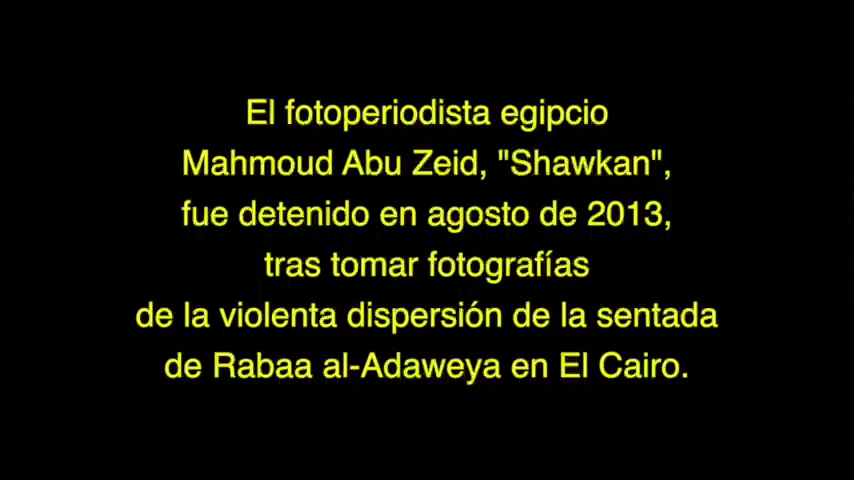 El fotoperiodista egipcio
Mahmoud Abu Zeid, "Shawkan",
fue detenido en agosto de 2013,
tras tomar fotografías
de la violenta dispersión de la sentada
de Rabaa al-Adaweya en El Cairo.